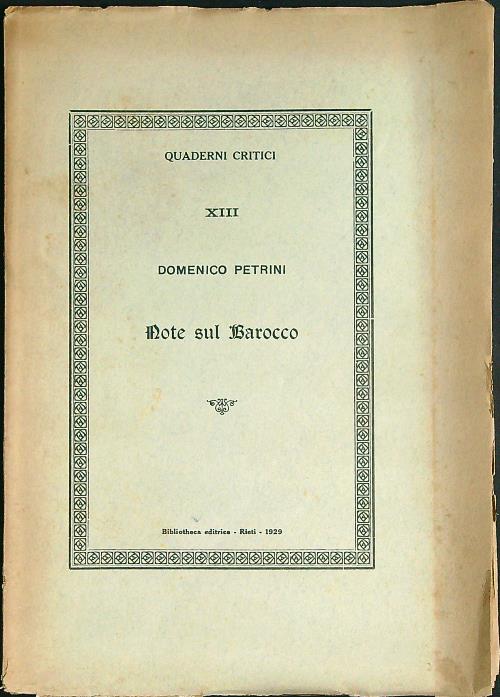 QUADERNI CRITICI
XIII
DOMENICO PETRINI
Note sul Barocco
Bibliotheca editrice - Rieti - 1929